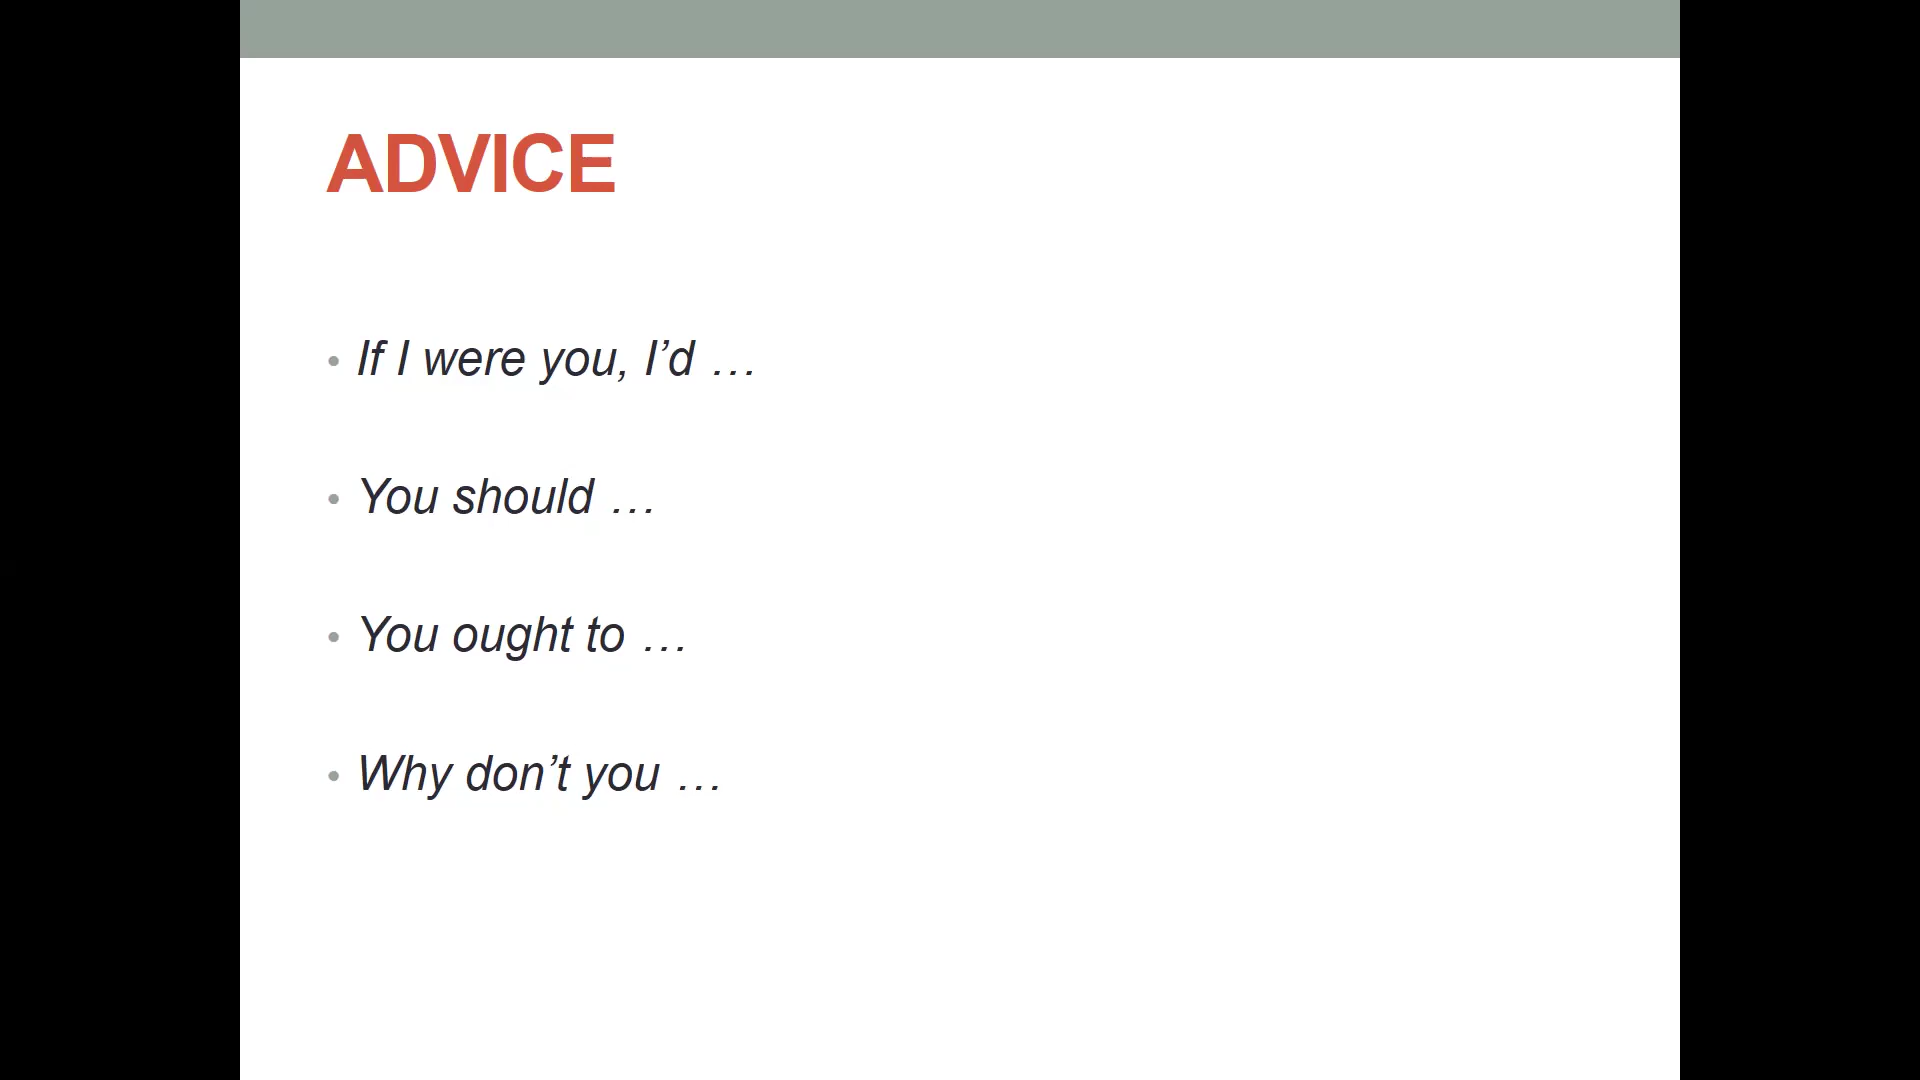 ADVICE
• If I were you, I’d …
• You should …
• You ought to …
• Why don’t you …